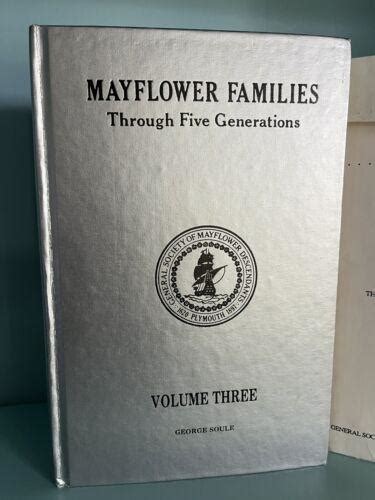 MAYFLOWER FAMILIES
Through Five Generations
GENERAL SOCIETY OF MAYFLOWER DESCENDANTS
1620 PLYMOUTH 1897
VOLUME THREE
GEORGE SOULE
TH
GENERAL SOC